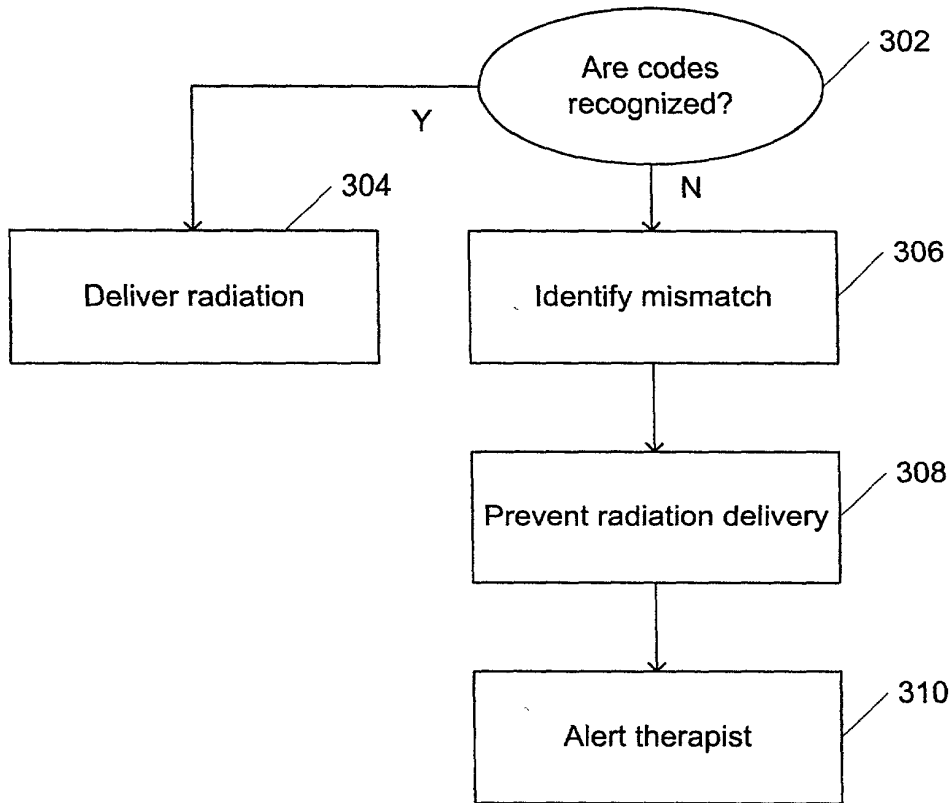 Are codes
recognized?
302
Y
N
304
Deliver radiation
306
Identify mismatch
308
Prevent radiation delivery
310
Alert therapist